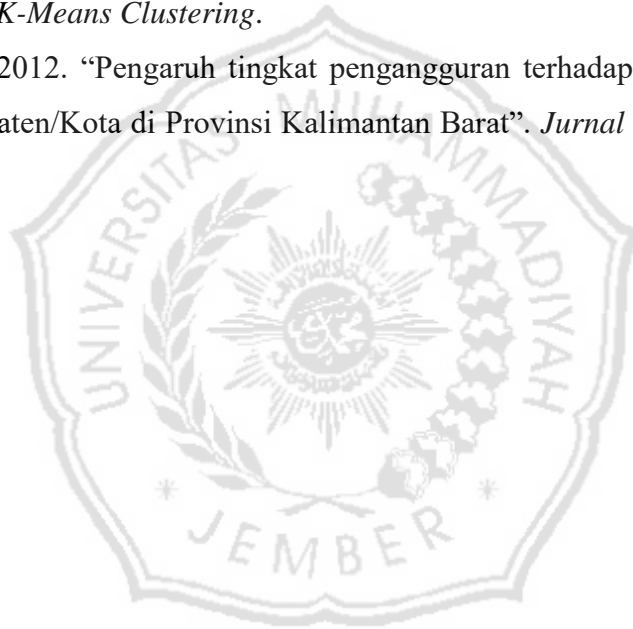 K-Means Clustering.
2012. “Pengaruh tingkat pengangguran terhadap
aten/Kota di Provinsi Kalimantan Barat”. Jurnal
UNIVERSITAS MUHAMMADIYAH
JEMBER